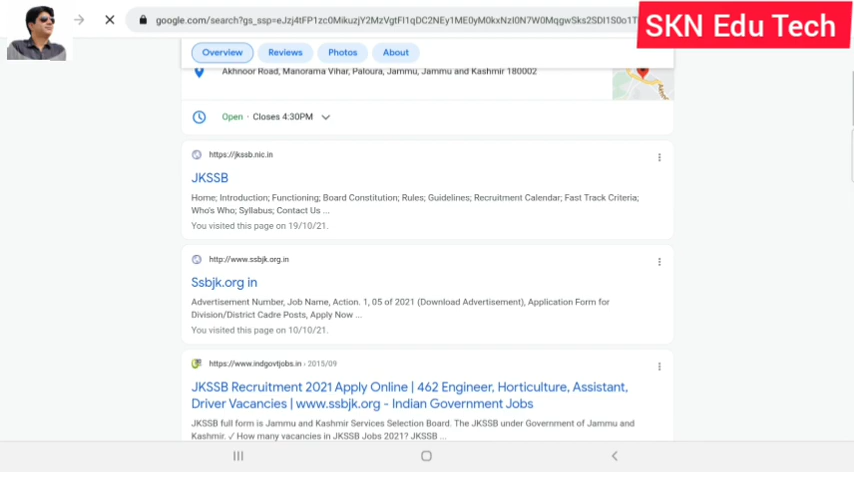 google.com/search?gs_ssp=eJzj4tFP1zc0MikuzjY2MzVgtFI1qDC2NEy1ME0yM0kxNzI0N7W0MqgwSks2SDI1S0o1T
SKN Edu Tech
Overview Reviews Photos About
Akhnoor Road, Manorama Vihar, Paloura, Jammu, Jammu and Kashmir 180002
Open · Closes 4:30PM
https://jkssb.nic.in
JKSSB
Home; Introduction; Functioning; Board Constitution; Rules; Guidelines; Recruitment Calendar; Fast Track Criteria;
Who's Who; Syllabus; Contact Us ...
You visited this page on 19/10/21.
http://www.ssbjk.org.in
Ssbjk.org in
Advertisement Number, Job Name, Action. 1, 05 of 2021 (Download Advertisement), Application Form for
Division/District Cadre Posts, Apply Now ...
You visited this page on 10/10/21.
https://www.indgovtjobs.in › 2015/09
JKSSB Recruitment 2021 Apply Online | 462 Engineer, Horticulture, Assistant,
Driver Vacancies | www.ssbjk.org - Indian Government Jobs
JKSSB full form is Jammu and Kashmir Services Selection Board. The JKSSB under Government of Jammu and
Kashmir. ✓ How many vacancies in JKSSB Jobs 2021? JKSSB ...